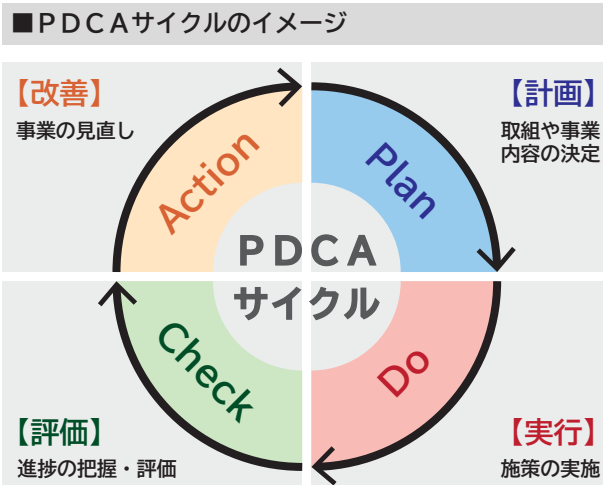 ■ＰＤＣＡサイクルのイメージ
【改善】
事業の見直し
Action
【計画】
取組や事業
内容の決定
Plan
PDCA
サイクル
Check
【評価】
進捗の把握・評価
Do
【実行】
施策の実施